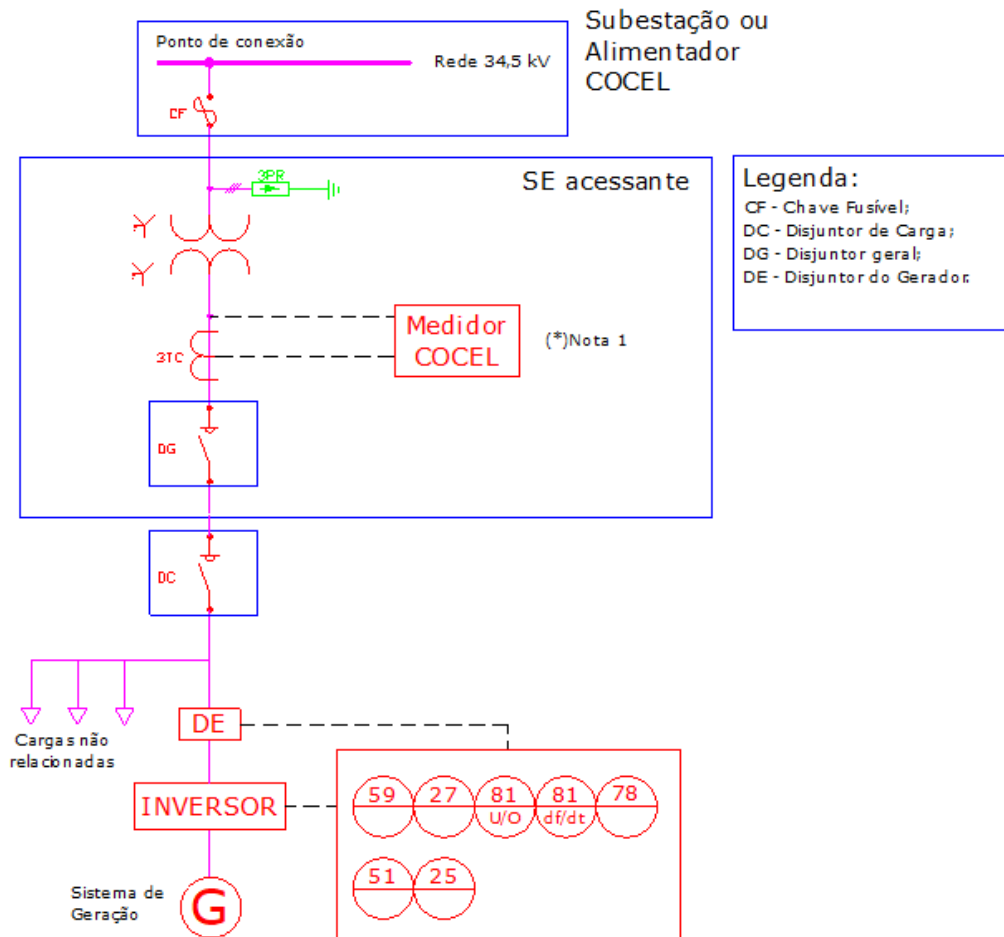 Subestação ou
Alimentador
COCEL
Ponto de conexão
Rede 34,5 kV
CF
3PR
SE acessante
Legenda:
CF - Chave Fusível;
DC - Disjuntor de Carga;
DG - Disjuntor geral;
DE - Disjuntor do Gerador.
Medidor
COCEL
(*)Nota 1
3TC
DG
DC
Cargas não
relacionadas
DE
INVERSOR
59 27 81 81 78
U/O df/dt
51 25
Sistema de
Geração
G